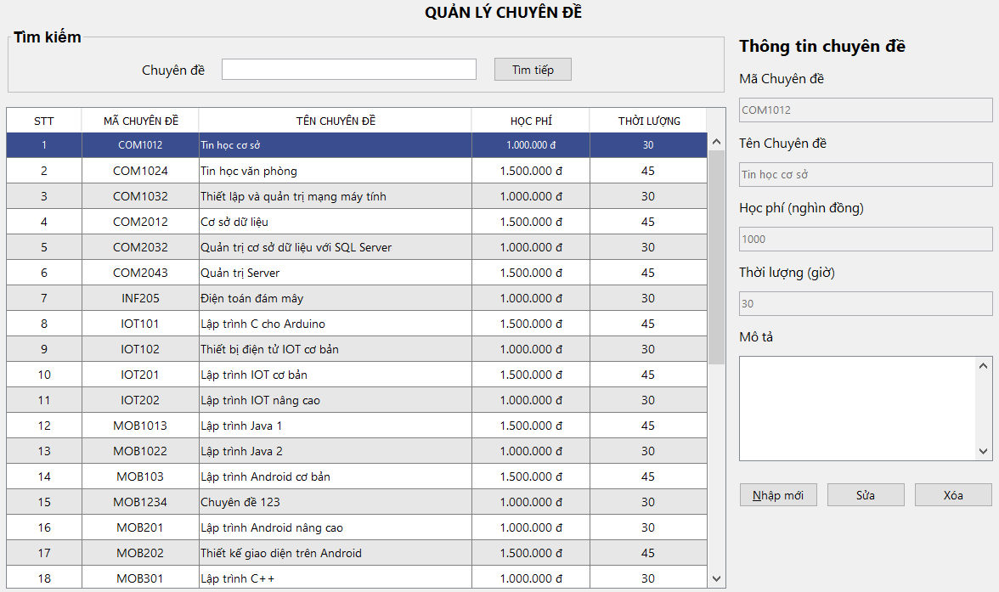 QUẢN LÝ CHUYÊN ĐỀ
Tìm kiếm
Chuyên đề
Tìm tiếp
STT MÃ CHUYÊN ĐỀ TÊN CHUYÊN ĐỀ HỌC PHÍ THỜI LƯỢNG
1 COM1012 Tin học cơ sở 1.000.000 đ 30
2 COM1024 Tin học văn phòng 1.500.000 đ 45
3 COM1032 Thiết lập và quản trị mạng máy tính 1.000.000 đ 30
4 COM2012 Cơ sở dữ liệu 1.500.000 đ 45
5 COM2032 Quản trị cơ sở dữ liệu với SQL Server 1.000.000 đ 30
6 COM2043 Quản trị Server 1.500.000 đ 45
7 INF205 Điện toán đám mây 1.000.000 đ 30
8 IOT101 Lập trình C cho Arduino 1.500.000 đ 45
9 IOT102 Thiết bị điện tử IOT cơ bản 1.000.000 đ 30
10 IOT201 Lập trình IOT cơ bản 1.500.000 đ 45
11 IOT202 Lập trình IOT nâng cao 1.000.000 đ 30
12 MOB1013 Lập trình Java 1 1.500.000 đ 45
13 MOB1022 Lập trình Java 2 1.000.000 đ 30
14 MOB103 Lập trình Android cơ bản 1.500.000 đ 45
15 MOB1234 Chuyên đề 123 1.000.000 đ 30
16 MOB201 Lập trình Android nâng cao 1.000.000 đ 30
17 MOB202 Thiết kế giao diện trên Android 1.500.000 đ 45
18 MOB301 Lập trình C++ 1.000.000 đ 30
Thông tin chuyên đề
Mã Chuyên đề
COM1012
Tên Chuyên đề
Tin học cơ sở
Học phí (nghìn đồng)
1000
Thời lượng (giờ)
30
Mô tả
Nhập mới
Sửa
Xóa